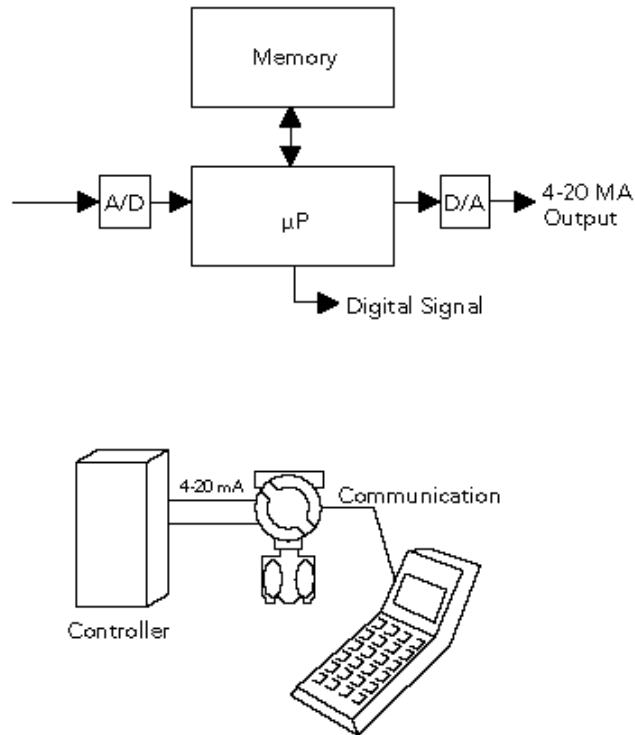 Memory
A/D
µP
D/A
4-20 MA
Output
Digital Signal
4-20 mA
Communication
Controller